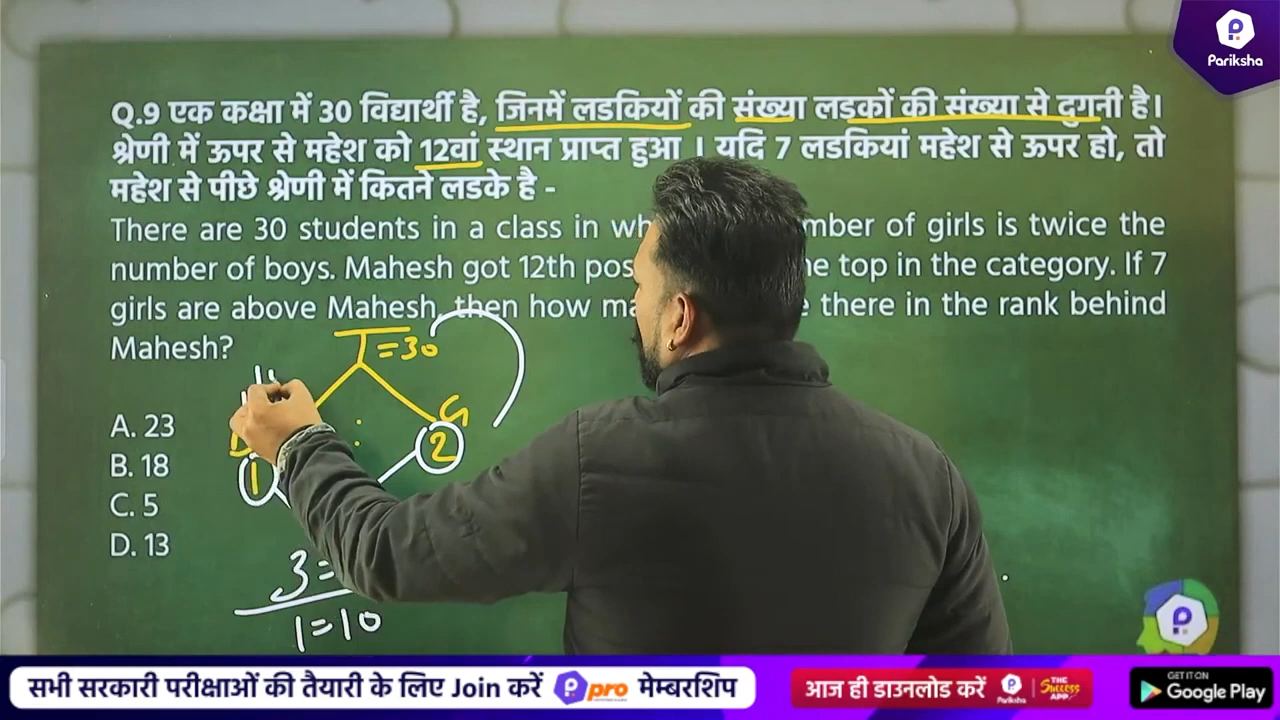 Pariksha
Q.9 एक कक्षा में 30 विद्यार्थी है, जिनमें लडकियों की संख्या लडकों की संख्या से दुगनी है।
श्रेणी में ऊपर से महेश को 12वां स्थान प्राप्त हुआ । यदि 7 लडकियां महेश से ऊपर हो, तो
महेश से पीछे श्रेणी में कितने लडके है -
There are 30 students in a class in mber of girls is twice the
number of boys. Mahesh got 12th top in the category. If 7
girls are above Mahesh, then how there in the rank behind
Mahesh?
T=30
G
1 : 2
A. 23
B. 18
C. 5
D. 13
3=
1=10
सभी सरकारी परीक्षाओं की तैयारी के लिए Join करें pro मेम्बरशिप
आज ही डाउनलोड करें Pariksha THE Success APP
GET IT ON
Google Play